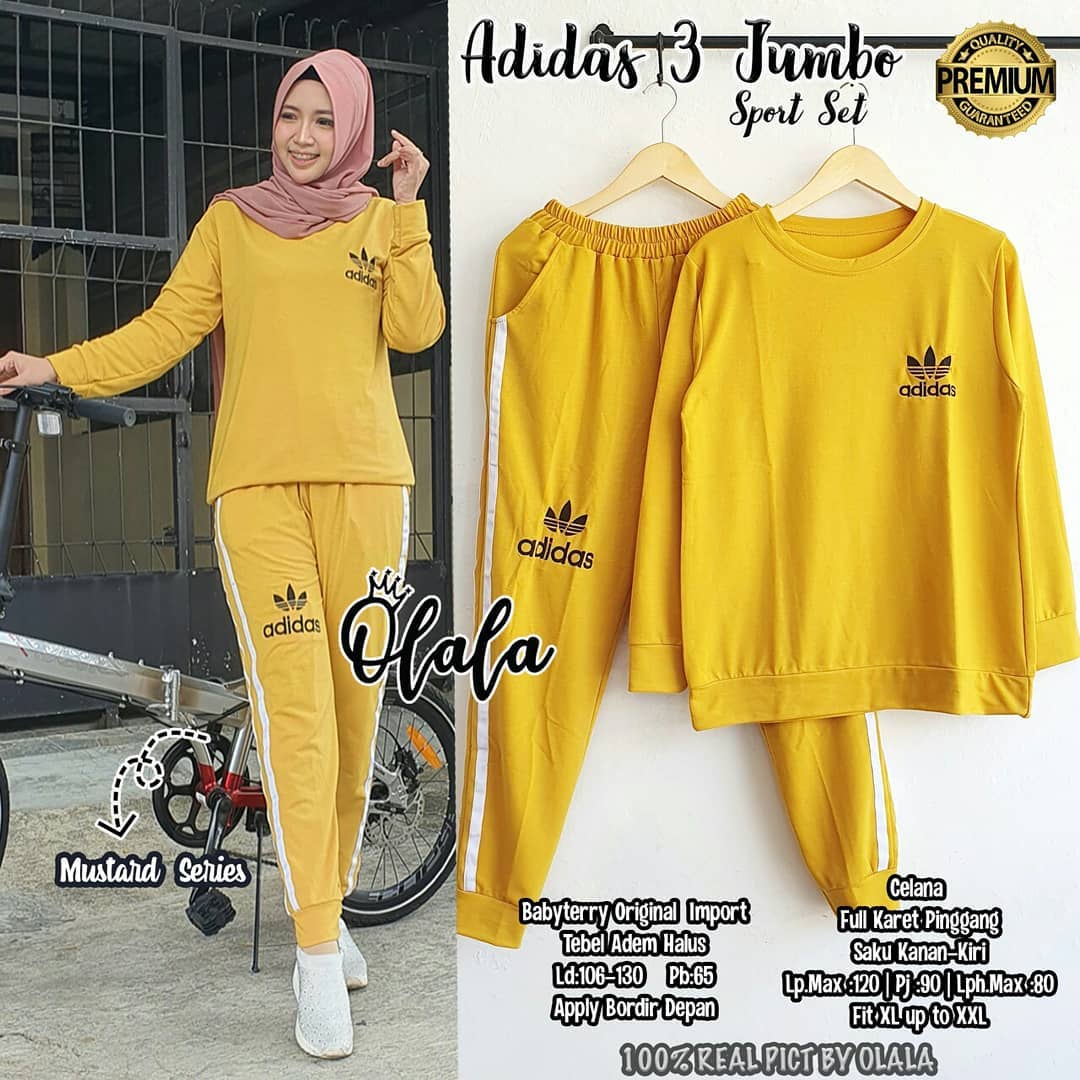 Adidas 3 Jumbo
Sport Set
QUALITY
PREMIUM
GUARANTEED
adidas
adidas
adidas
adidas
Olala
Mustard Series
Babyterry Original Import
Tebel Adem Halus
Ld:106-130 Pb:65
Apply Bordir Depan
Celana
Full Karet Pinggang
Saku Kanan-Kiri
Lp.Max :120 | Pj :90 | Lph.Max :80
Fit XL up to XXL
100% REAL PICT BY OLALA